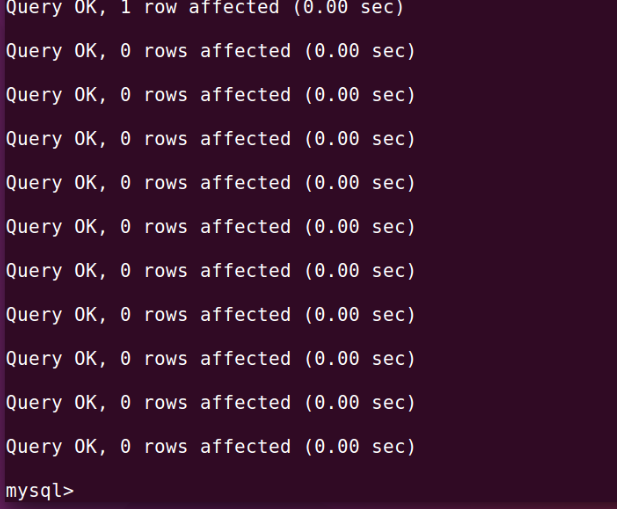 Query OK, 1 row affected (0.00 sec)
Query OK, 0 rows affected (0.00 sec)
Query OK, 0 rows affected (0.00 sec)
Query OK, 0 rows affected (0.00 sec)
Query OK, 0 rows affected (0.00 sec)
Query OK, 0 rows affected (0.00 sec)
Query OK, 0 rows affected (0.00 sec)
Query OK, 0 rows affected (0.00 sec)
Query OK, 0 rows affected (0.00 sec)
Query OK, 0 rows affected (0.00 sec)
Query OK, 0 rows affected (0.00 sec)
mysql>